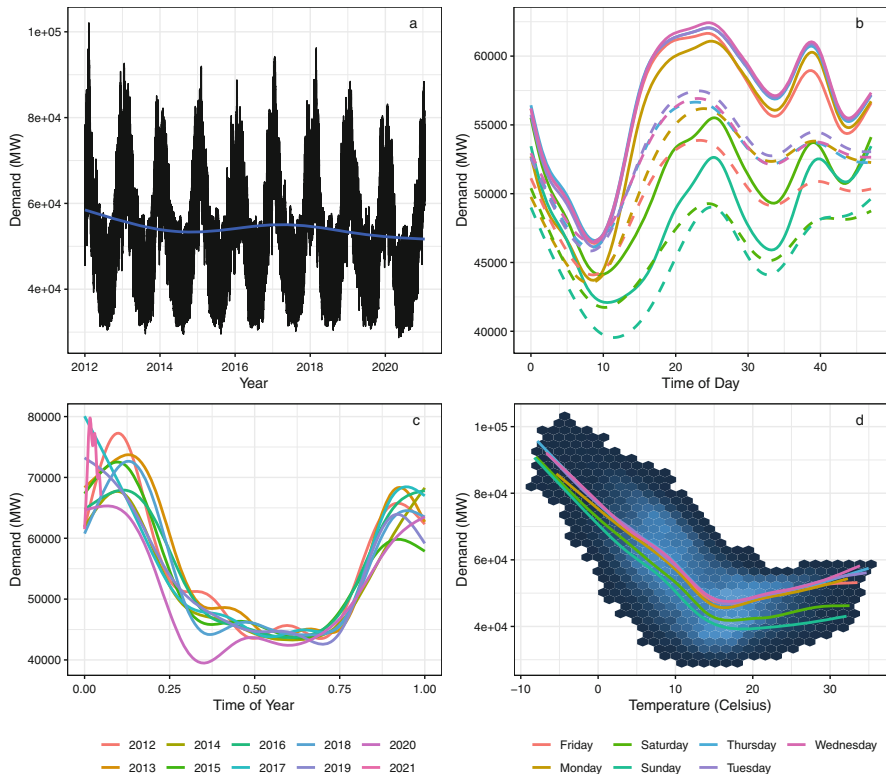 a
1e+05
8e+04
6e+04
4e+04
Demand (MW)
2012
2014
2016
2018
2020
Year
b
60000
55000
50000
45000
40000
Demand (MW)
0
10
20
30
40
Time of Day
c
80000
70000
60000
50000
40000
Demand (MW)
0.00
0.25
0.50
0.75
1.00
Time of Year
d
1e+05
8e+04
6e+04
4e+04
Demand (MW)
−10
0
10
20
30
Temperature (Celsius)
2012 2014 2016 2018 2020
2013 2015 2017 2019 2021
Friday Saturday Thursday Wednesday
Monday Sunday Tuesday